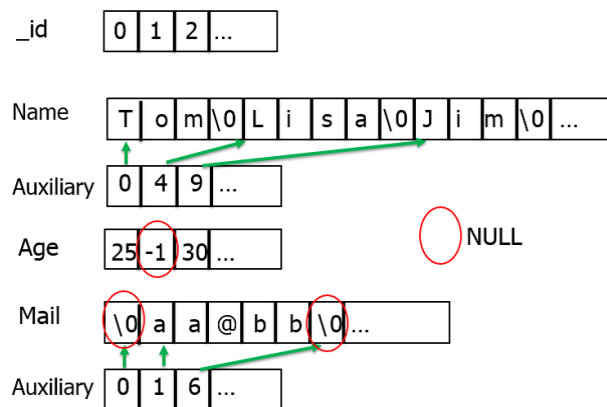 _id 0 1 2 ...
Name T o m \0 L i s a \0 J i m \0 ...
Auxiliary 0 4 9 ...
Age 25 -1 30 ... NULL
Mail \0 a a @ b b \0 ...
Auxiliary 0 1 6 ...